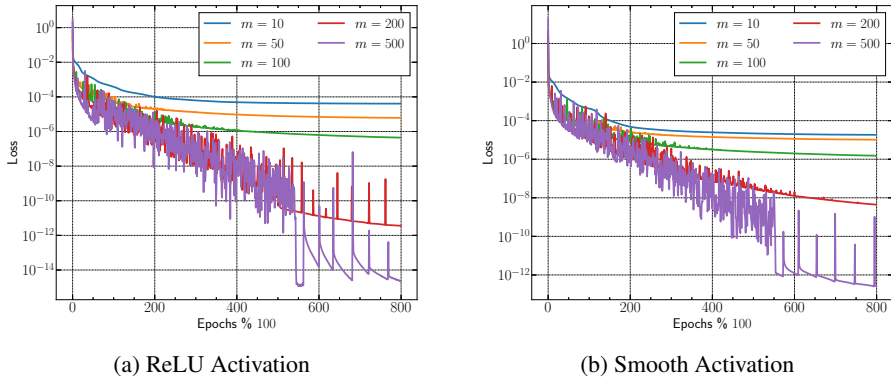 10^0
10^{-2}
10^{-4}
10^{-6}
10^{-8}
10^{-10}
10^{-12}
10^{-14}
Loss
m = 10
m = 50
m = 100
m = 200
m = 500
0 200 400 600 800
Epochs % 100
(a) ReLU Activation
10^0
10^{-2}
10^{-4}
10^{-6}
10^{-8}
10^{-10}
10^{-12}
Loss
m = 10
m = 50
m = 100
m = 200
m = 500
0 200 400 600 800
Epochs % 100
(b) Smooth Activation